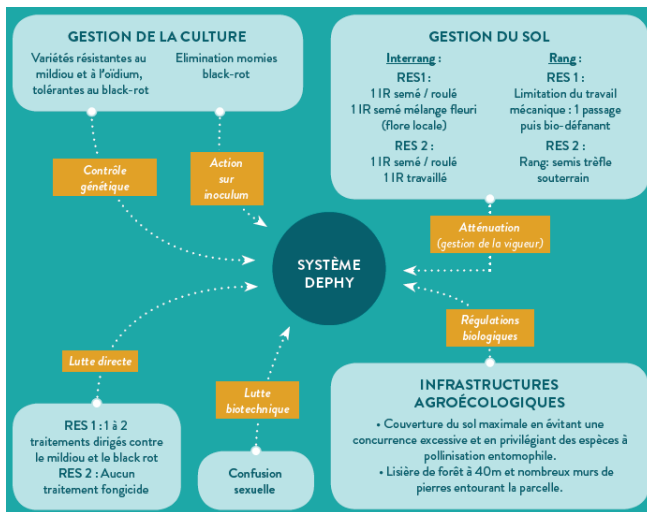 GESTION DE LA CULTURE
Variétés résistantes au
mildiou et à l'oïdium,
tolérantes au black-rot
Elimination momies
black-rot
GESTION DU SOL
Interrang :
RES1 :
1 IR semé / roulé
1 IR semé mélange fleuri
(flore locale)
RES 2 :
1 IR semé / roulé
1 IR travaillé
Rang :
RES 1 :
Limitation du travail
mécanique : 1 passage
puis bio-défanant
RES 2 :
Rang: semis trèfle
souterrain
Contrôle
génétique
Action
sur
inoculum
Atténuation
(gestion de la vigueur)
SYSTÈME
DEPHY
Régulations
biologiques
Lutte directe
Lutte
biotechnique
RES 1 : 1 à 2
traitements dirigés contre
le mildiou et le black rot
RES 2 : Aucun
traitement fongicide
Confusion
sexuelle
INFRASTRUCTURES
AGROÉCOLOGIQUES
• Couverture du sol maximale en évitant une
concurrence excessive et en privilégiant des espèces à
pollinisation entomophile.
• Lisière de forêt à 40m et nombreux murs de
pierres entourant la parcelle.